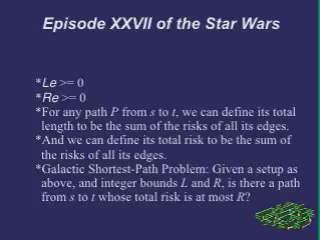 Episode XXVII of the Star Wars
*Le >= 0
*Re >= 0
*For any path P from s to t, we can define its total
length to be the sum of the risks of all its edges.
*And we can define its total risk to be the sum of
the risks of all its edges.
*Galactic Shortest-Path Problem: Given a setup as
above, and integer bounds L and R, is there a path
from s to t whose total risk is at most R?